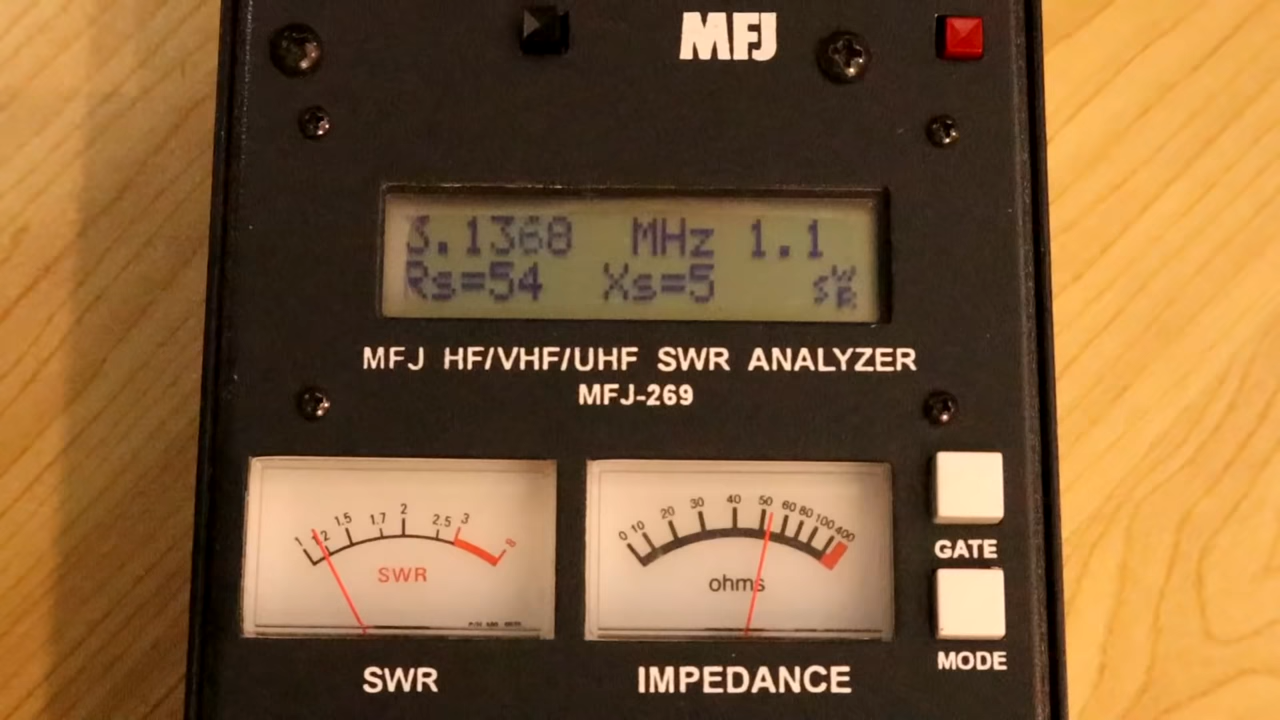 MFJ
3.1368 MHz 1.1
Rs=54 Xs=5 SWR
MFJ HF/VHF/UHF SWR ANALYZER
MFJ-269
1 1.2 1.5 1.7 2 2.5 3 ∞
SWR
0 10 20 30 40 50 60 80 100 400
ohms
GATE
MODE
SWR
IMPEDANCE